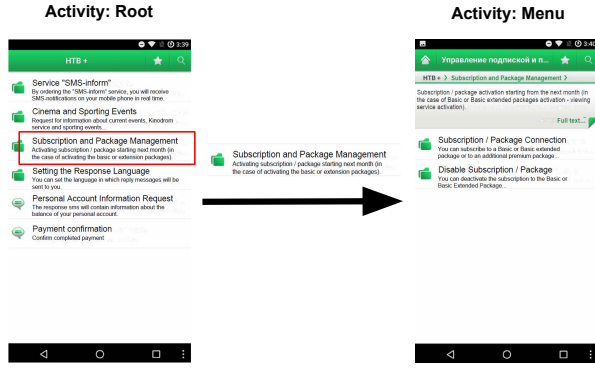 Activity: Root
3:39
НТВ +
Service "SMS-inform"
By ordering the "SMS-inform" service, you will receive
SMS-notifications on your mobile phone in real time.
Cinema and Sporting Events
Request for information about current events, Kinodrom
service and sporting events...
Subscription and Package Management
Activating subscription / package starting next month (in
the case of activating the basic or extension packages).
Setting the Response Language
You can set the language in which reply messages will be
sent to you.
Personal Account Information Request
The response sms will contain information about the
balance of your personal account.
Payment confirmation
Confirm completed payment
Subscription and Package Management
Activating subscription / package starting next month (in
the case of activating the basic or extension packages).
Activity: Menu
3:40
Управление подпиской и п...
НТВ + > Subscription and Package Management >
Subscription / package activation starting from the next month (in
the case of Basic or Basic extended packages activation - viewing
service activation).
Full text...
Subscription / Package Connection
You can subcribe to a Basic or Basic extended
package or to an additional premium package...
Disable Subscription / Package
You can deactivate the subscription to the Basic or
Basic Extended Package...